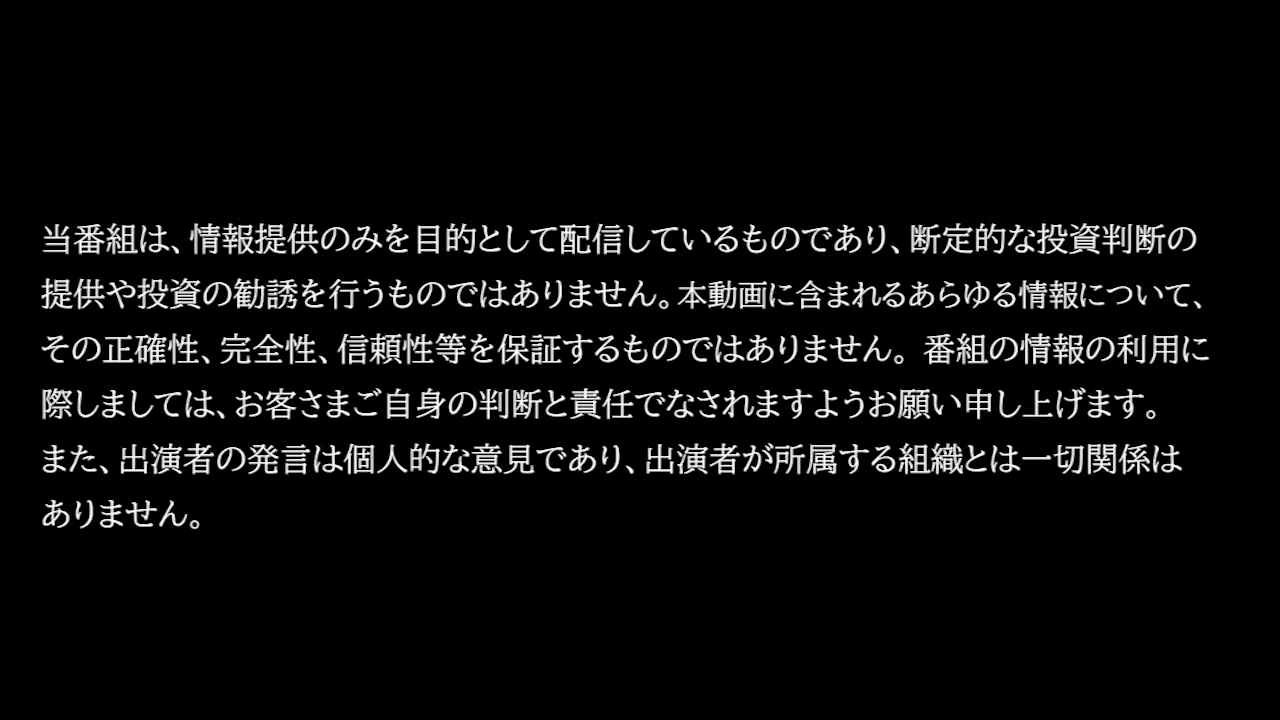 当番組は、情報提供のみを目的として配信しているものであり、断定的な投資判断の
提供や投資の勧誘を行うものではありません。本動画に含まれるあらゆる情報について、
その正確性、完全性、信頼性等を保証するものではありません。 番組の情報の利用に
際しましては、お客さまご自身の判断と責任でなされますようお願い申し上げます。
また、出演者の発言は個人的な意見であり、出演者が所属する組織とは一切関係は
ありません。